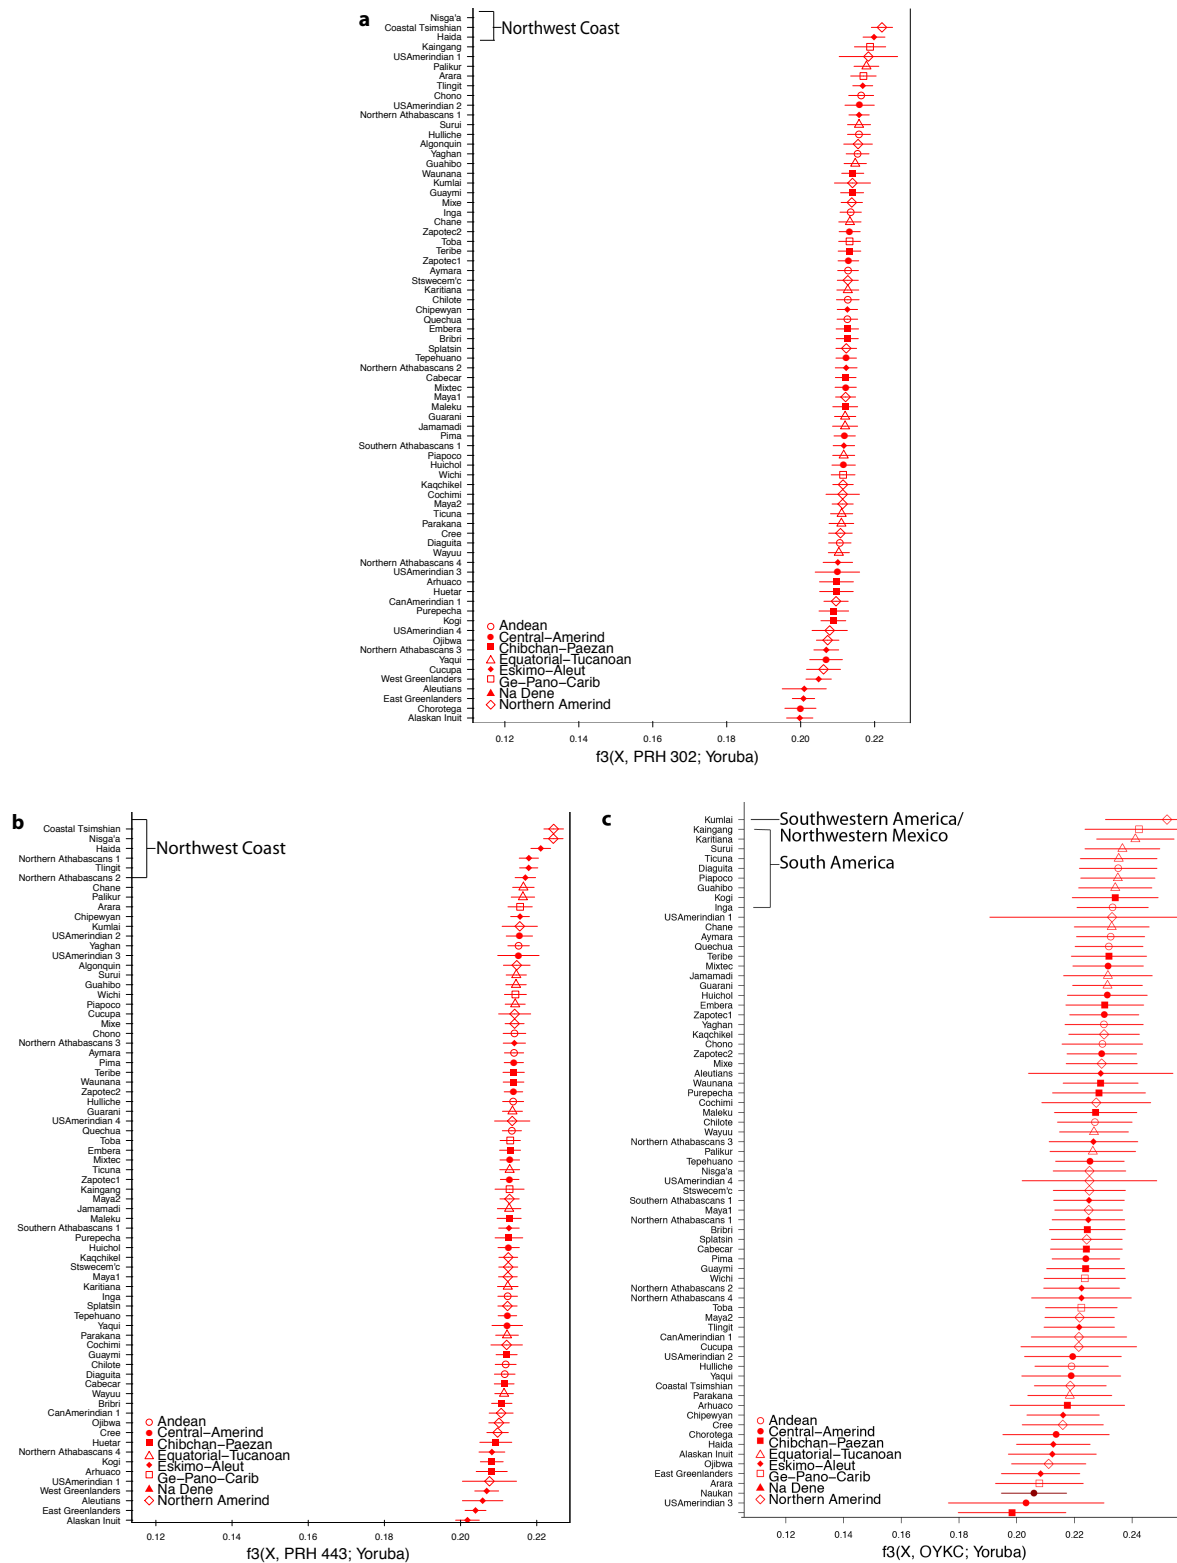 a
Nisga'a
Coastal Tsimshian
Haida
Northwest Coast
Kaingang
USAmerindian 1
Palikur
Arara
Tlingit
Chono
USAmerindian 2
Northern Athabascans 1
Surui
Hulliche
Algonquin
Yaghan
Guahibo
Waunana
Kumlai
Guaymi
Mixe
Inga
Chane
Zapotec2
Toba
Teribe
Zapotec1
Aymara
Stswecem'c
Karitiana
Chilote
Chipewyan
Quechua
Embera
Bribri
Splatsin
Tepehuano
Northern Athabascans 2
Cabecar
Mixtec
Maya1
Maleku
Guarani
Jamamadi
Pima
Southern Athabascans 1
Piapoco
Huichol
Wichi
Kaqchikel
Cochimi
Maya2
Ticuna
Parakana
Cree
Diaguita
Wayuu
Northern Athabascans 4
USAmerindian 3
Arhuaco
Huetar
CanAmerindian 1
Purepecha
Kogi
USAmerindian 4
Ojibwa
Northern Athabascans 3
Yaqui
Cucupa
West Greenlanders
Aleutians
East Greenlanders
Chorotega
Alaskan Inuit
Andean
Central–Amerind
Chibchan–Paezan
Equatorial–Tucanoan
Eskimo–Aleut
Ge–Pano–Carib
Na Dene
Northern Amerind
0.12 0.14 0.16 0.18 0.20 0.22
f3(X, PRH 302; Yoruba)
b
Coastal Tsimshian
Nisga'a
Haida
Northern Athabascans 1
Tlingit
Northern Athabascans 2
Northwest Coast
Chane
Palikur
Arara
Chipewyan
Kumlai
USAmerindian 2
Yaghan
USAmerindian 3
Algonquin
Surui
Guahibo
Wichi
Piapoco
Cucupa
Mixe
Chono
Northern Athabascans 3
Aymara
Pima
Teribe
Waunana
Zapotec2
Hulliche
Guarani
USAmerindian 4
Quechua
Toba
Embera
Mixtec
Ticuna
Zapotec1
Kaingang
Maya2
Jamamadi
Maleku
Southern Athabascans 1
Purepecha
Huichol
Kaqchikel
Stswecem'c
Maya1
Karitiana
Inga
Splatsin
Tepehuano
Yaqui
Parakana
Cochimi
Guaymi
Chilote
Diaguita
Cabecar
Wayuu
Bribri
CanAmerindian 1
Ojibwa
Cree
Huetar
Northern Athabascans 4
Kogi
Arhuaco
USAmerindian 1
West Greenlanders
Aleutians
East Greenlanders
Alaskan Inuit
Andean
Central–Amerind
Chibchan–Paezan
Equatorial–Tucanoan
Eskimo–Aleut
Ge–Pano–Carib
Na Dene
Northern Amerind
0.12 0.14 0.16 0.18 0.20 0.22
f3(X, PRH 443; Yoruba)
c
Kumlai
Southwestern America/
Northwestern Mexico
South America
Kaingang
Karitiana
Surui
Ticuna
Diaguita
Piapoco
Guahibo
Kogi
Inga
USAmerindian 1
Chane
Aymara
Quechua
Teribe
Mixtec
Jamamadi
Guarani
Huichol
Embera
Zapotec1
Yaghan
Kaqchikel
Chono
Zapotec2
Mixe
Aleutians
Waunana
Purepecha
Cochimi
Maleku
Chilote
Wayuu
Northern Athabascans 3
Palikur
Tepehuano
Nisga'a
USAmerindian 4
Stswecem'c
Southern Athabascans 1
Maya1
Northern Athabascans 1
Bribri
Splatsin
Cabecar
Pima
Guaymi
Wichi
Northern Athabascans 2
Northern Athabascans 4
Toba
Maya2
Tlingit
CanAmerindian 1
Cucupa
USAmerindian 2
Hulliche
Yaqui
Coastal Tsimshian
Parakana
Arhuaco
Chipewyan
Cree
Chorotega
Haida
Alaskan Inuit
Ojibwa
East Greenlanders
Arara
Naukan
USAmerindian 3
Andean
Central–Amerind
Chibchan–Paezan
Equatorial–Tucanoan
Eskimo–Aleut
Ge–Pano–Carib
Na Dene
Northern Amerind
0.12 0.14 0.16 0.18 0.20 0.22 0.24
f3(X, OYKC; Yoruba)